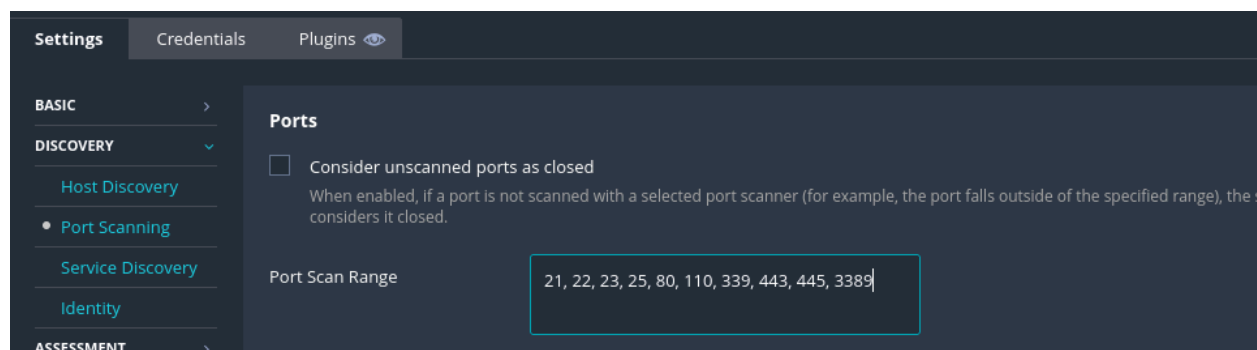 Settings Credentials Plugins
BASIC
DISCOVERY
Host Discovery
Port Scanning
Service Discovery
Identity
ASSESSMENT
Ports
Consider unscanned ports as closed
When enabled, if a port is not scanned with a selected port scanner (for example, the port falls outside of the specified range), the
considers it closed.
Port Scan Range
21, 22, 23, 25, 80, 110, 339, 443, 445, 3389